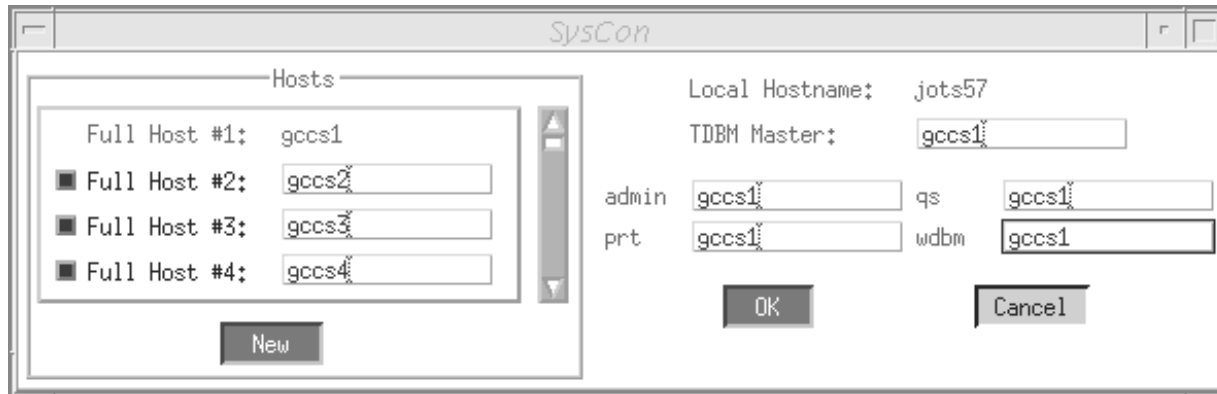 SysCon
Hosts
Full Host #1: gccs1
Full Host #2: gccs2
Full Host #3: gccs3
Full Host #4: gccs4
New
Local Hostname: jots57
TDBM Master: gccs1
admin gccs1 qs gccs1
prt gccs1 wdbm gccs1
OK Cancel